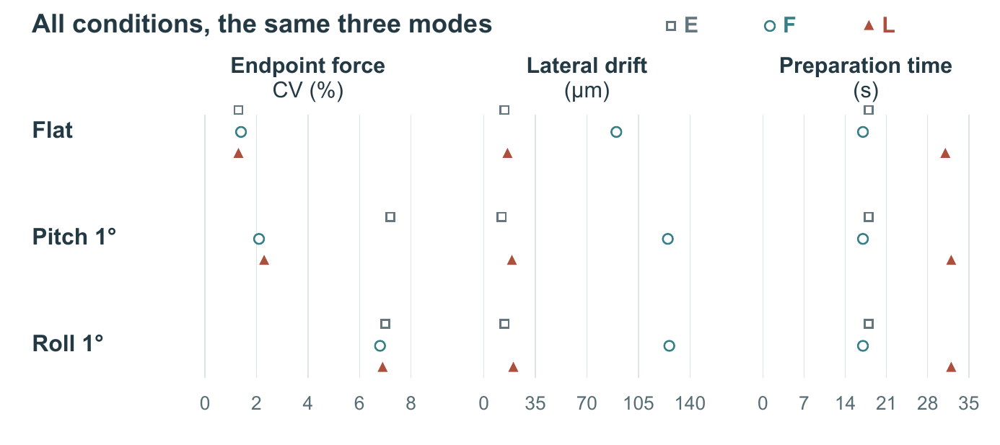 All conditions, the same three modes
E F L
Endpoint force Lateral drift Preparation time
CV (%) (µm) (s)
Flat
Pitch 1°
Roll 1°
0 2 4 6 8 0 35 70 105 140 0 7 14 21 28 35